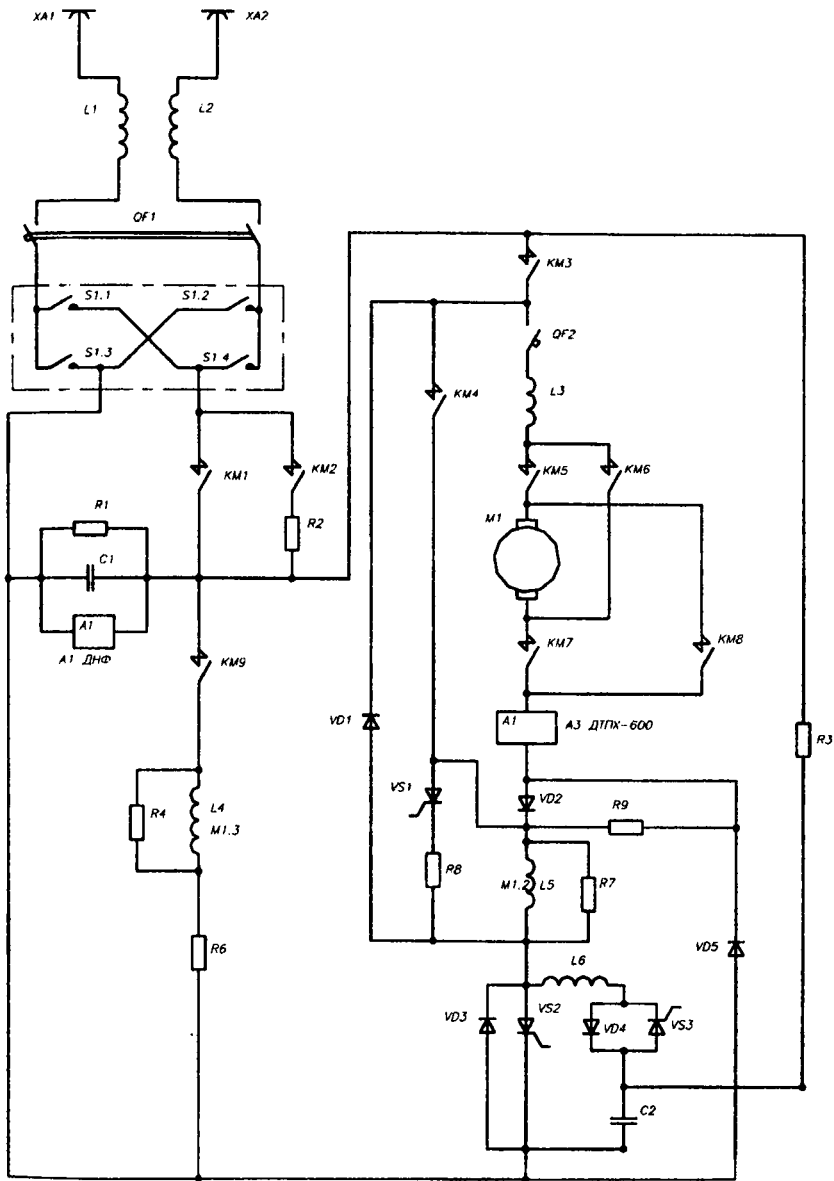 XA1
XA2
L1
L2
QF1
S1.1
S1.2
S1.3
S1.4
KM3
QF2
KM4
L3
KM1
KM2
KM5
KM6
R1
R2
M1
C1
A1
A1 ДНФ
KM9
KM7
KM8
VD1
A1
A3 ДТПХ-600
R3
R4
L4
M1.3
VS1
VD2
R9
R8
M1.2
L5
R7
R6
VD5
L6
VD3
VS2
VD4
VS3
C2